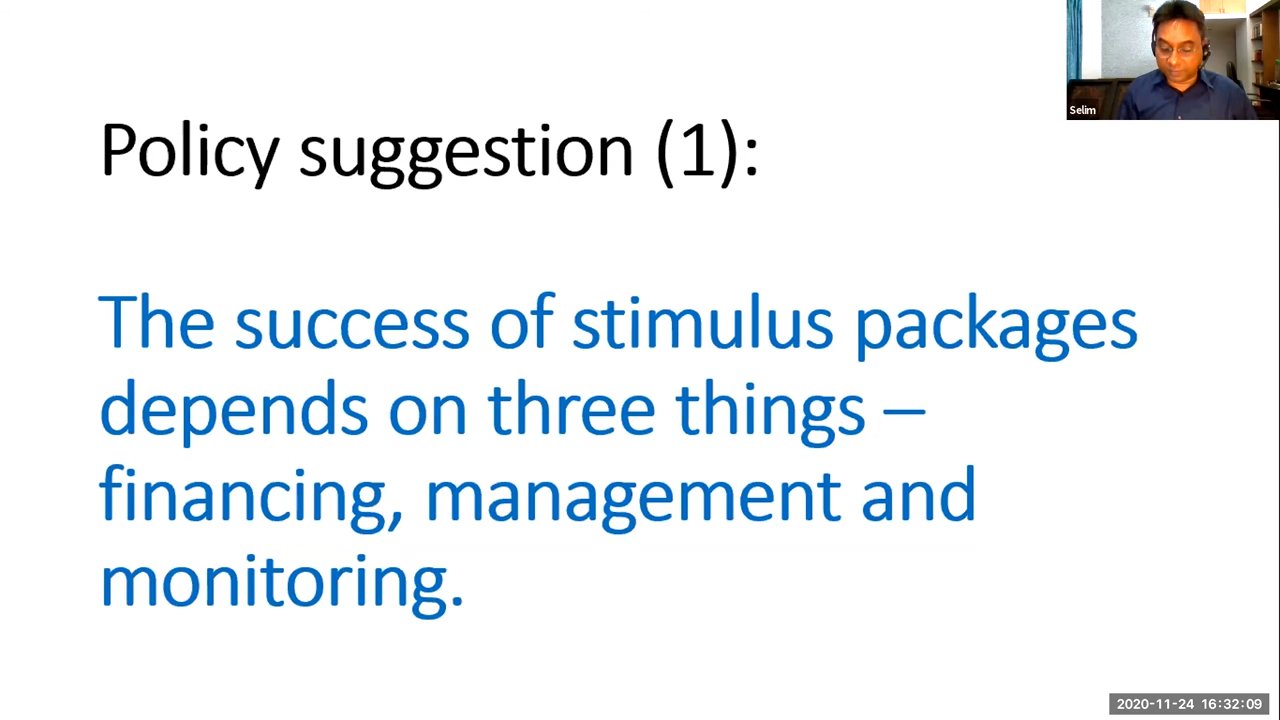 Selim
Policy suggestion (1):
The success of stimulus packages
depends on three things –
financing, management and
monitoring.
2020-11-24 16:32:09